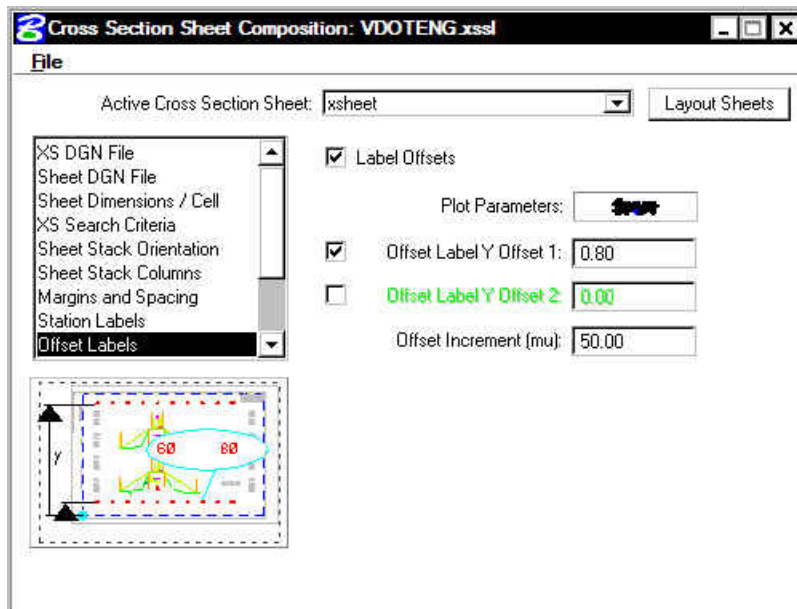 Cross Section Sheet Composition: VDOTENG.xssl
File
Active Cross Section Sheet: xsheet Layout Sheets
XS DGN File
Sheet DGN File
Sheet Dimensions / Cell
XS Search Criteria
Sheet Stack Orientation
Sheet Stack Columns
Margins and Spacing
Station Labels
Offset Labels
Label Offsets
Plot Parameters:
Offset Label Y Offset 1: 0.80
Offset Label Y Offset 2: 0.00
Offset Increment (mu): 50.00
y
60 60